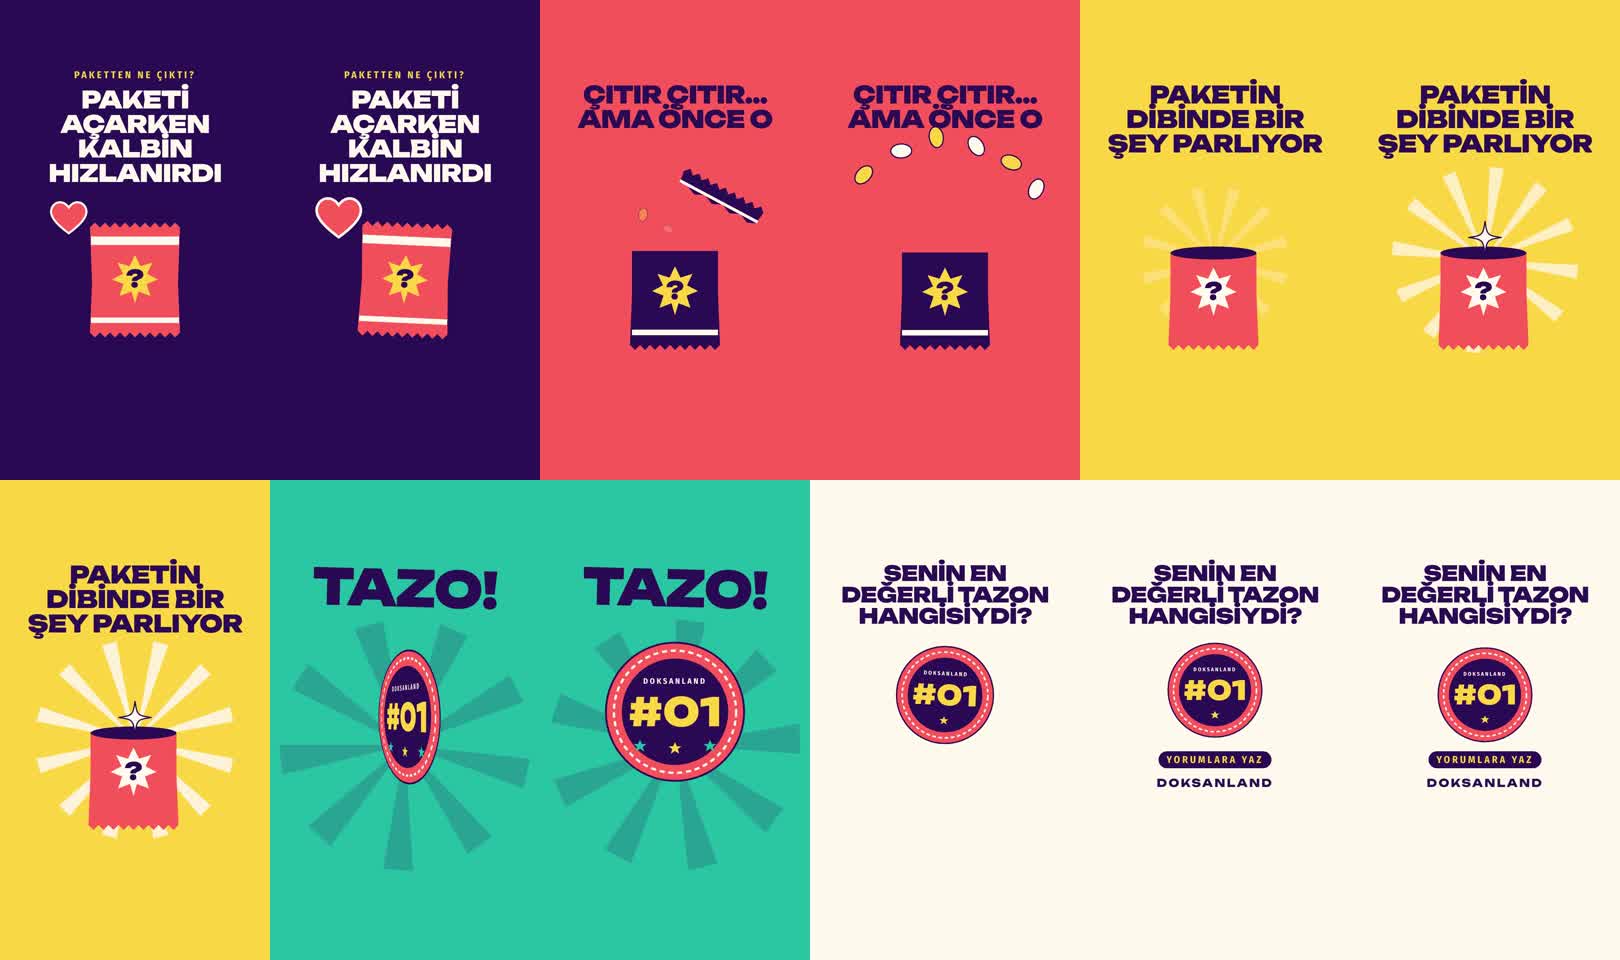 PAKETTEN NE ÇIKTI?
PAKETİ
AÇARKEN
KALBİN
HIZLANIRDI
?
PAKETTEN NE ÇIKTI?
PAKETİ
AÇARKEN
KALBİN
HIZLANIRDI
?
ÇITIR ÇITIR...
AMA ÖNCE O
?
ÇITIR ÇITIR...
AMA ÖNCE O
?
PAKETİN
DİBİNDE BİR
ŞEY PARLIYOR
?
PAKETİN
DİBİNDE BİR
ŞEY PARLIYOR
?
PAKETİN
DİBİNDE BİR
ŞEY PARLIYOR
?
TAZO!
DOKSANLAND
#01
TAZO!
DOKSANLAND
#01
SENİN EN
DEĞERLİ TAZON
HANGİSİYDİ?
DOKSANLAND
#01
SENİN EN
DEĞERLİ TAZON
HANGİSİYDİ?
DOKSANLAND
#01
YORUMLARA YAZ
DOKSANLAND
SENİN EN
DEĞERLİ TAZON
HANGİSİYDİ?
DOKSANLAND
#01
YORUMLARA YAZ
DOKSANLAND